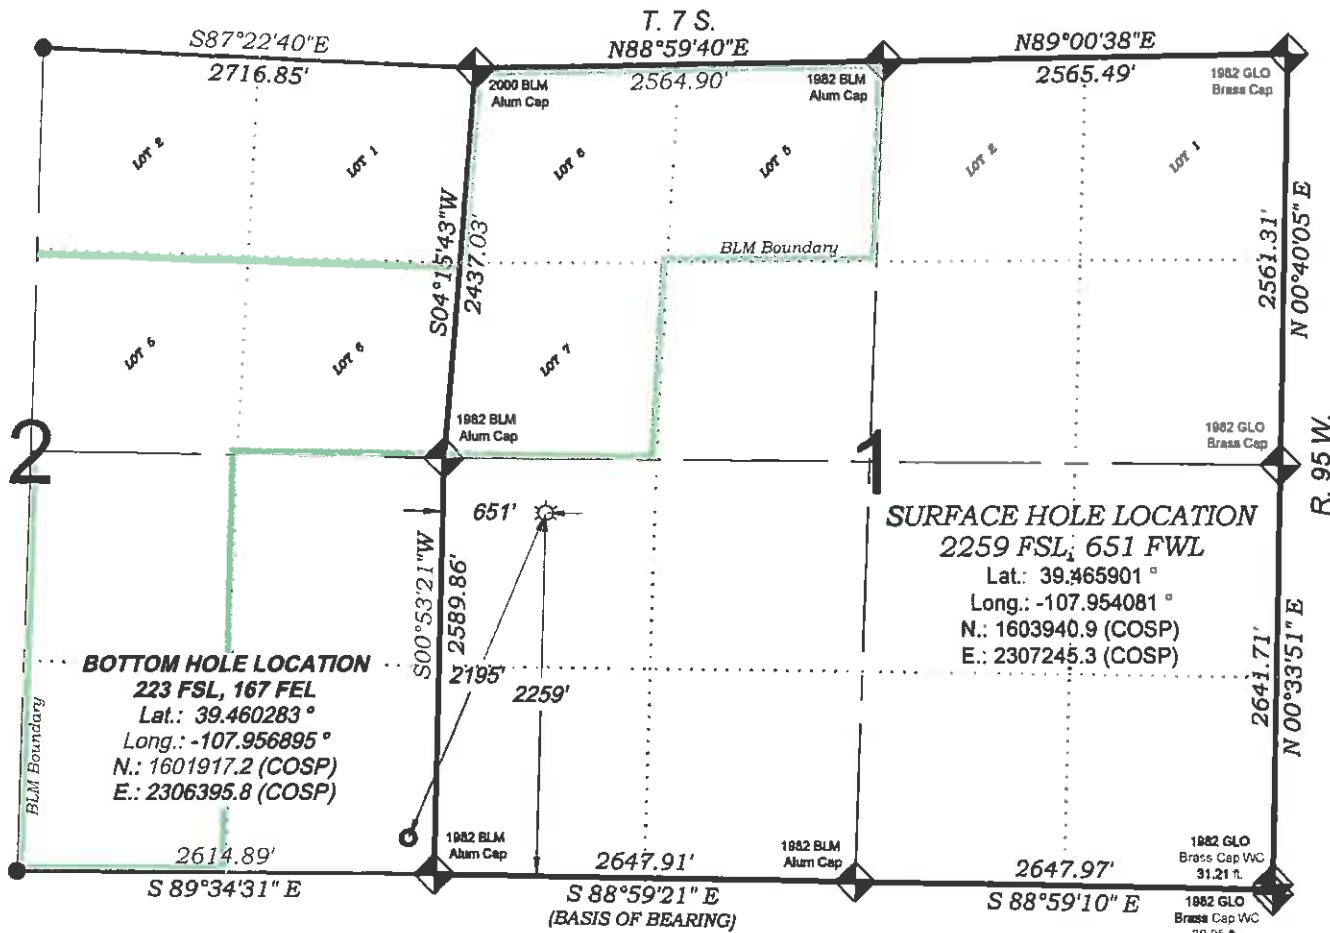 T. 7 S.
S87°22'40"E
2716.85'
N88°59'40"E
2564.90'
N89°00'38"E
2565.49'
2000 BLM
Alum Cap
1982 BLM
Alum Cap
1982 GLO
Brass Cap
LOT 2
LOT 1
LOT 6
LOT 5
LOT 2
LOT 1
S04°15'43"W
2437.03'
BLM Boundary
2561.31'
N 00°40'05" E
LOT 5
LOT 6
LOT 7
1982 BLM
Alum Cap
1982 GLO
Brass Cap
2
1
R. 95 W.
651'
SURFACE HOLE LOCATION
2259 FSL, 651 FWL
Lat.: 39.465901 °
Long.: -107.954081 °
N.: 1603940.9 (COSP)
E.: 2307245.3 (COSP)
S00°53'21"W
2589.86'
2195'
2259'
2641.71'
N 00°33'51" E
BOTTOM HOLE LOCATION
223 FSL, 167 FEL
Lat.: 39.460283 °
Long.: -107.956895 °
N.: 1601917.2 (COSP)
E.: 2306395.8 (COSP)
BLM Boundary
1982 BLM
Alum Cap
1982 BLM
Alum Cap
1982 GLO
Brass Cap WC
31.21 ft.
2614.89'
S 89°34'31" E
2647.91'
S 88°59'21" E
(BASIS OF BEARING)
2647.97'
S 88°59'10" E
1982 GLO
Brass Cap WC